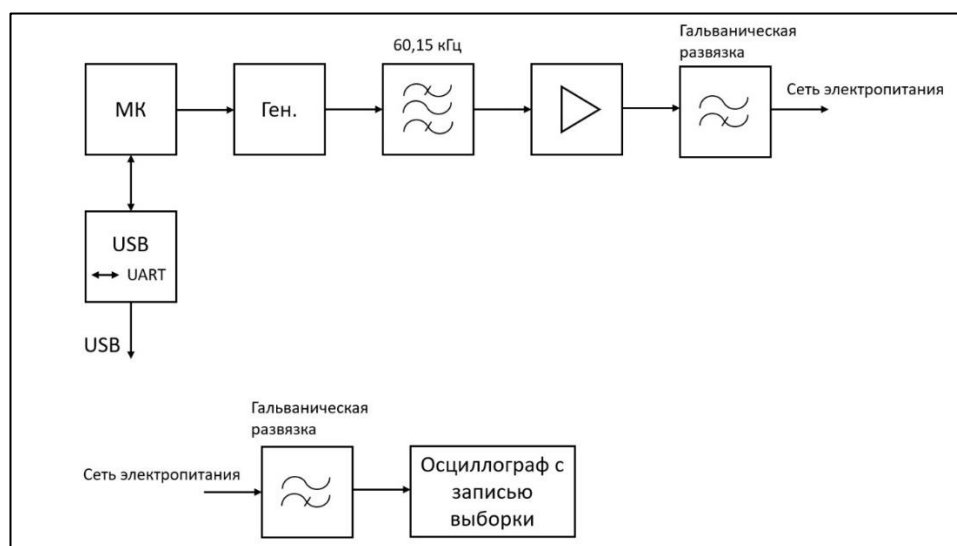 60,15 кГц
Гальваническая
развязка
МК
Ген.
Сеть электропитания
USB
UART
USB
Гальваническая
развязка
Сеть электропитания
Осциллограф с
записью
выборки